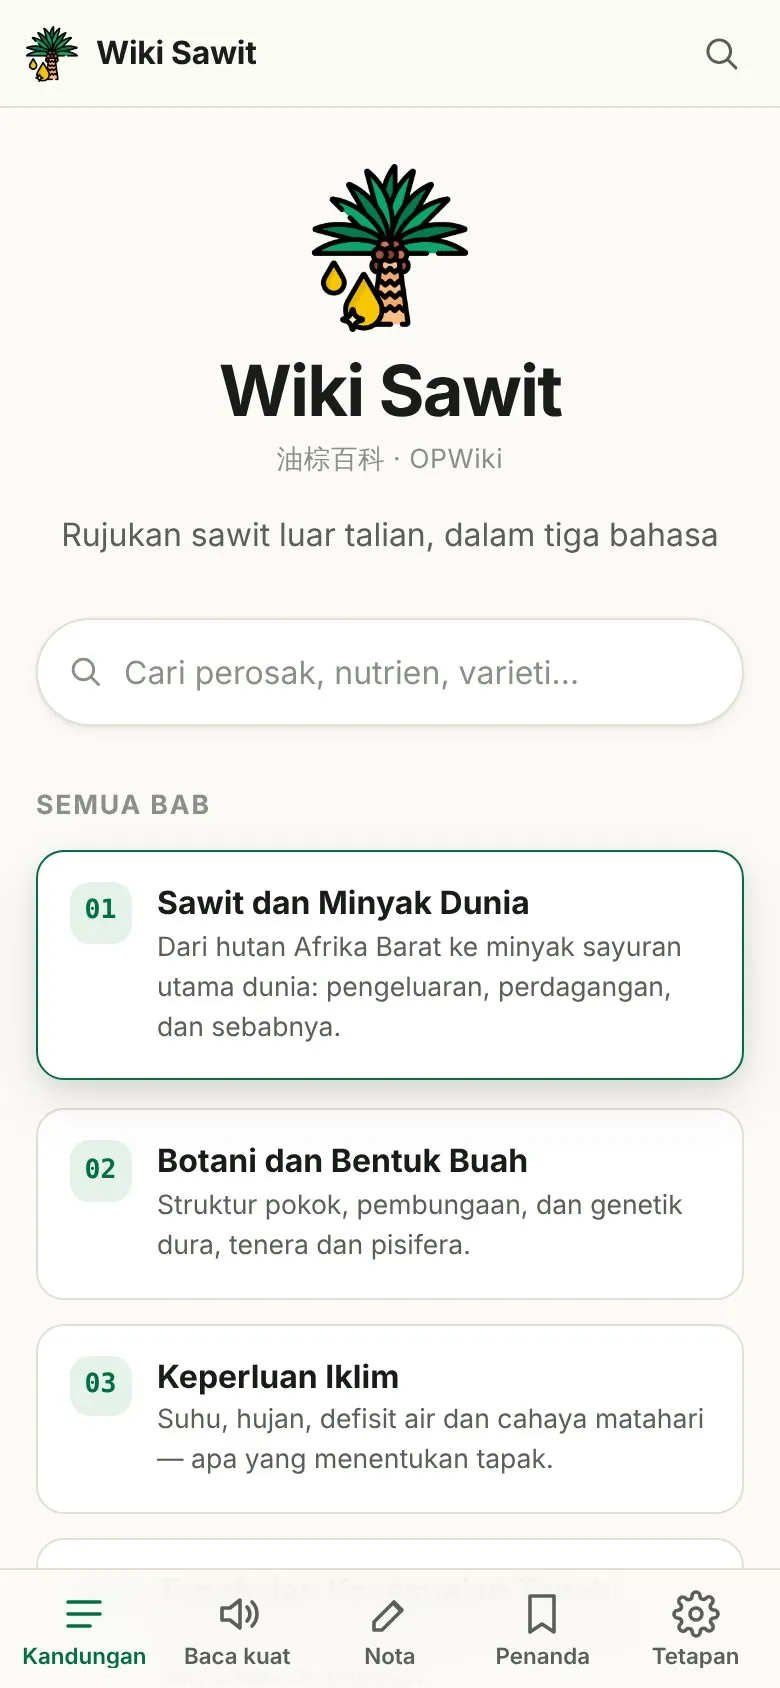 Wiki Sawit
Wiki Sawit
油棕百科 · OPWiki
Rujukan sawit luar talian, dalam tiga bahasa
Cari perosak, nutrien, varieti...
SEMUA BAB
01
Sawit dan Minyak Dunia
Dari hutan Afrika Barat ke minyak sayuran
utama dunia: pengeluaran, perdagangan,
dan sebabnya.
02
Botani dan Bentuk Buah
Struktur pokok, pembungaan, dan genetik
dura, tenera dan pisifera.
03
Keperluan Iklim
Suhu, hujan, defisit air dan cahaya matahari
— apa yang menentukan tapak.
Kandungan
Baca kuat
Nota
Penanda
Tetapan